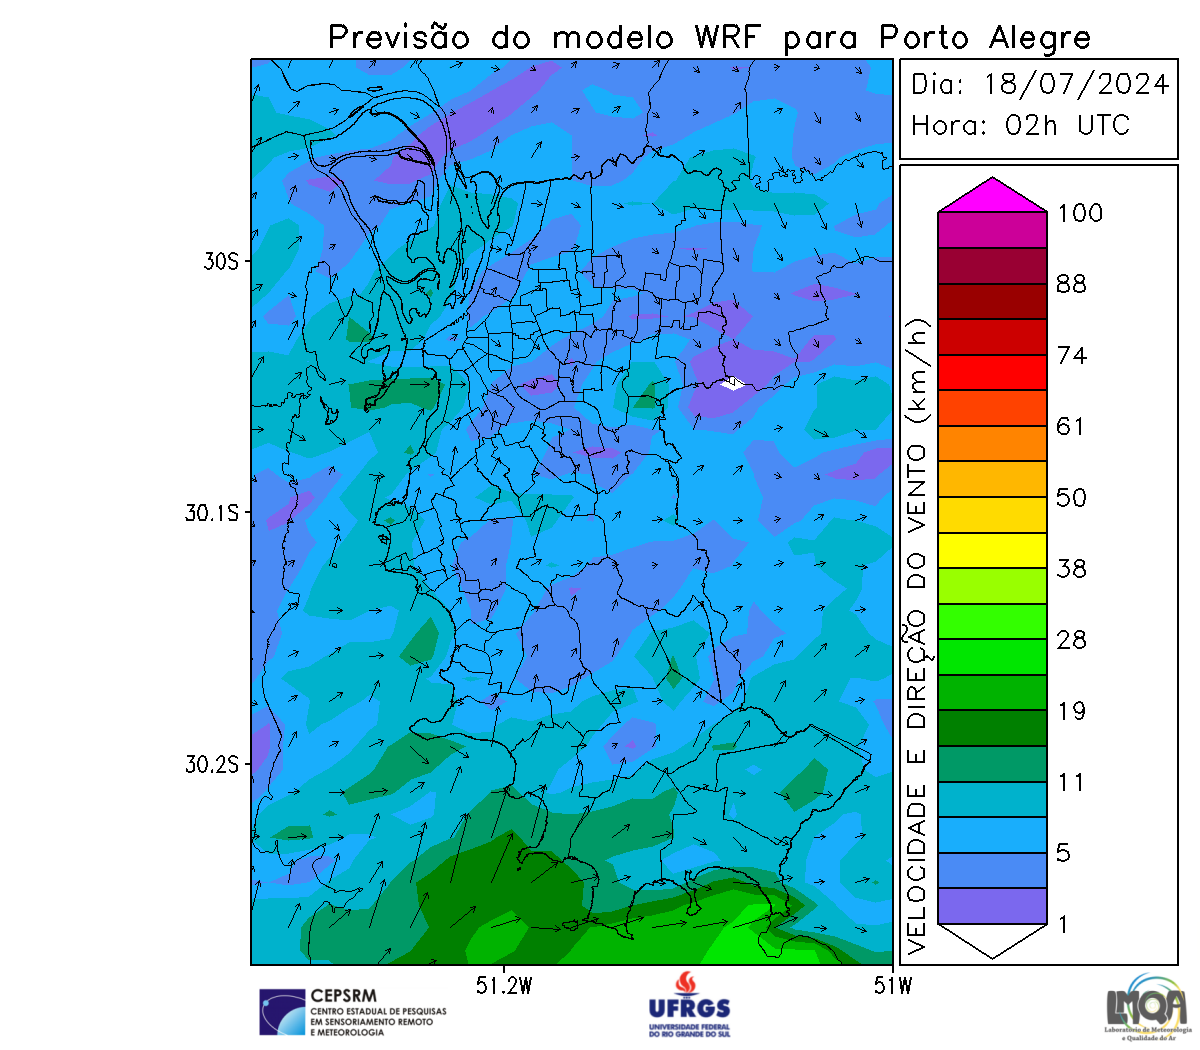 Previsão do modelo WRF para Porto Alegre
Dia: 18/07/2024
Hora: 02h UTC
30S
30.1S
30.2S
51.2W
51W
VELOCIDADE E DIREÇÃO DO VENTO (km/h)
100
88
74
61
50
38
28
19
11
5
1
CEPSRM
CENTRO ESTADUAL DE PESQUISAS
EM SENSORIAMENTO REMOTO
E METEOROLOGIA
UFRGS
UNIVERSIDADE FEDERAL
DO RIO GRANDE DO SUL
LMQA
Laboratório de Meteorologia
e Qualidade do Ar